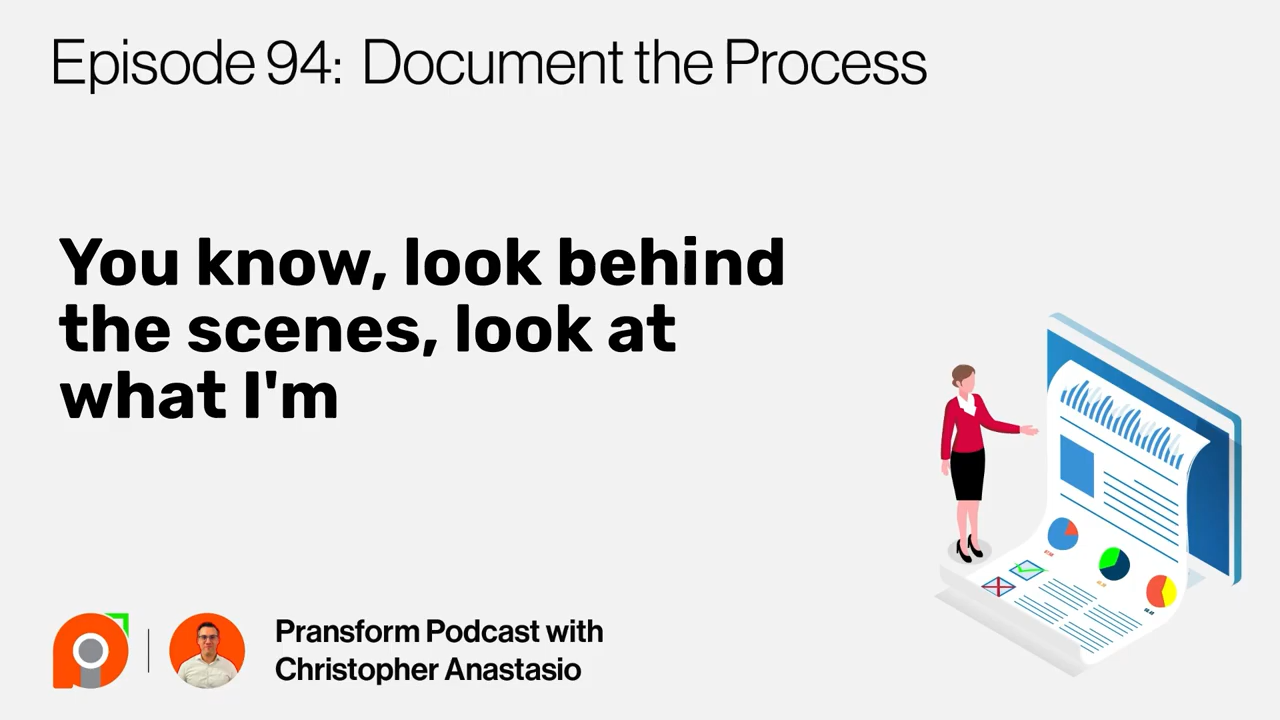 Episode 94: Document the Process
You know, look behind
the scenes, look at
what I'm
Pransform Podcast with
Christopher Anastasio